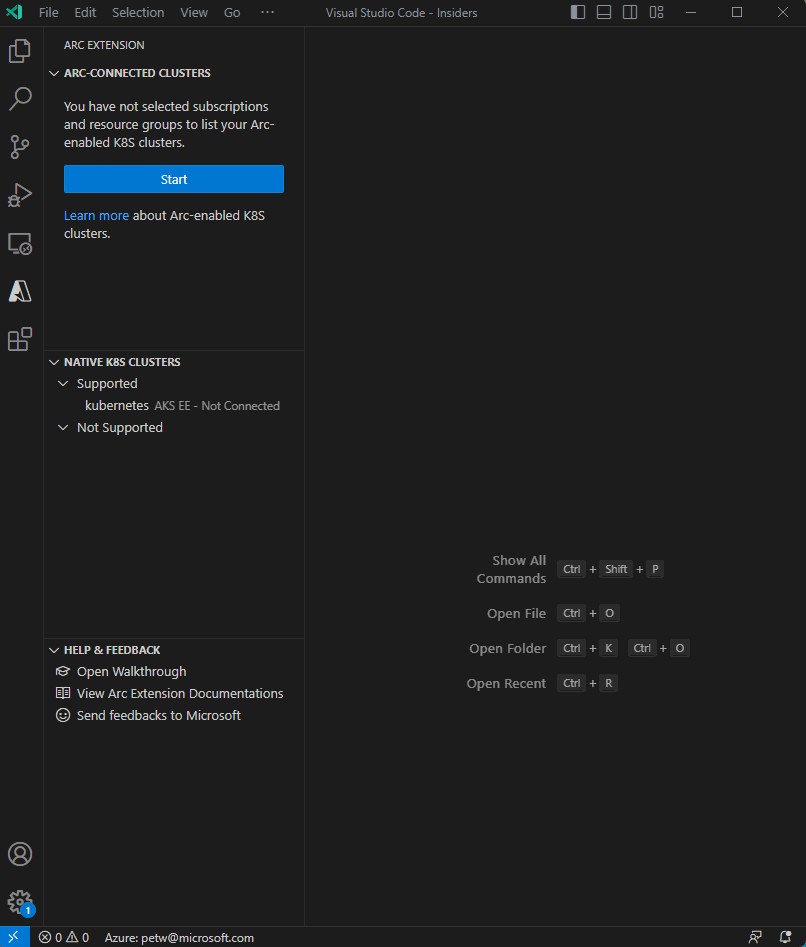 File Edit Selection View Go ··· Visual Studio Code - Insiders
ARC EXTENSION
ARC-CONNECTED CLUSTERS
You have not selected subscriptions
and resource groups to list your Arc-
enabled K8S clusters.
Start
Learn more about Arc-enabled K8S
clusters.
NATIVE K8S CLUSTERS
Supported
kubernetes AKS EE - Not Connected
Not Supported
HELP & FEEDBACK
Open Walkthrough
View Arc Extension Documentations
Send feedbacks to Microsoft
Show All
Commands
Ctrl + Shift + P
Open File Ctrl + O
Open Folder Ctrl + K Ctrl + O
Open Recent Ctrl + R
1
0 0 Azure: petw@microsoft.com